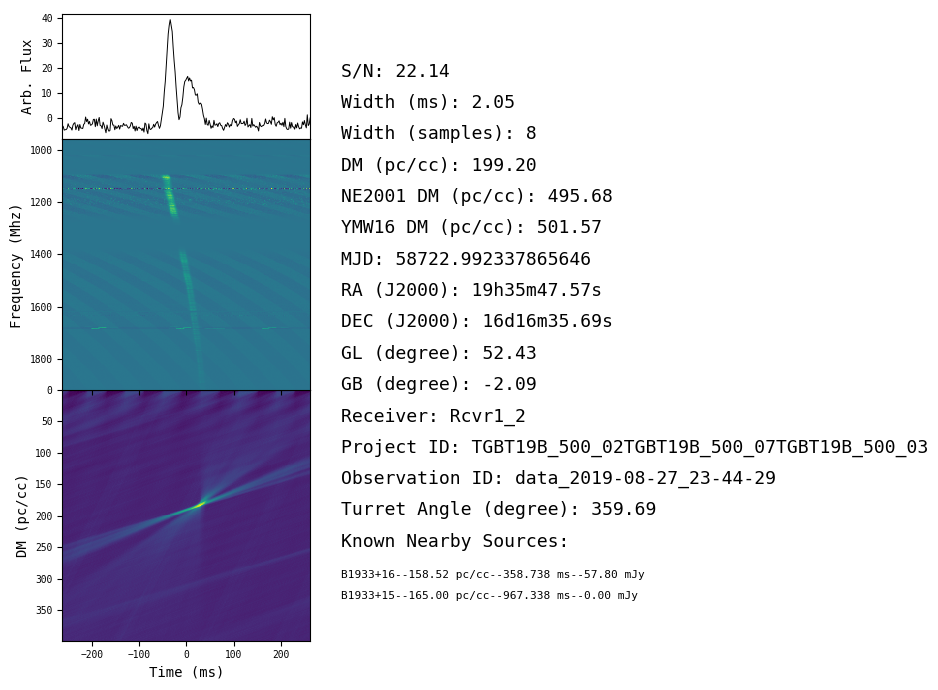 40
30
20
10
0
Arb. Flux
1000
1200
1400
1600
1800
Frequency (Mhz)
0
50
100
150
200
250
300
350
DM (pc/cc)
−200
−100
0
100
200
Time (ms)
S/N: 22.14
Width (ms): 2.05
Width (samples): 8
DM (pc/cc): 199.20
NE2001 DM (pc/cc): 495.68
YMW16 DM (pc/cc): 501.57
MJD: 58722.992337865646
RA (J2000): 19h35m47.57s
DEC (J2000): 16d16m35.69s
GL (degree): 52.43
GB (degree): -2.09
Receiver: Rcvr1_2
Project ID: TGBT19B_500_02TGBT19B_500_07TGBT19B_500_03
Observation ID: data_2019-08-27_23-44-29
Turret Angle (degree): 359.69
Known Nearby Sources:
B1933+16--158.52 pc/cc--358.738 ms--57.80 mJy
B1933+15--165.00 pc/cc--967.338 ms--0.00 mJy